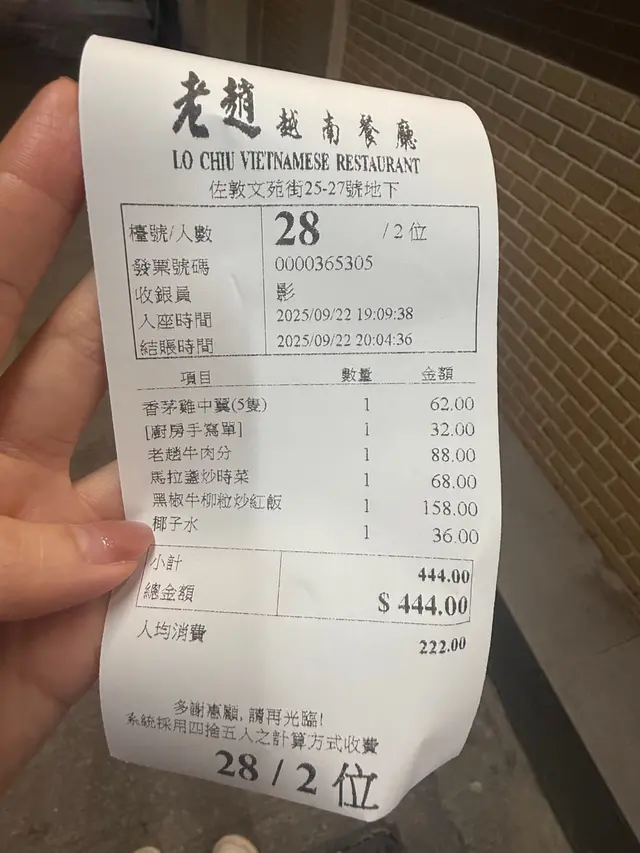 老趙越南餐廳
LO CHIU VIETNAMESE RESTAURANT
佐敦文苑街25-27號地下
檯號/人數 28 / 2 位
發票號碼 0000365305
收銀員 影
入座時間 2025/09/22 19:09:38
結賬時間 2025/09/22 20:04:36
項目 數量 金額
香茅雞中翼(5隻) 1 62.00
[廚房手寫單] 1 32.00
老趙牛肉分 1 88.00
馬拉盞炒時菜 1 68.00
黑椒牛柳粒炒紅飯 1 158.00
椰子水 1 36.00
小計 444.00
總金額 $ 444.00
人均消費 222.00
多謝惠顧, 請再光臨!
系統採用四捨五入之計算方式收費
28 / 2 位